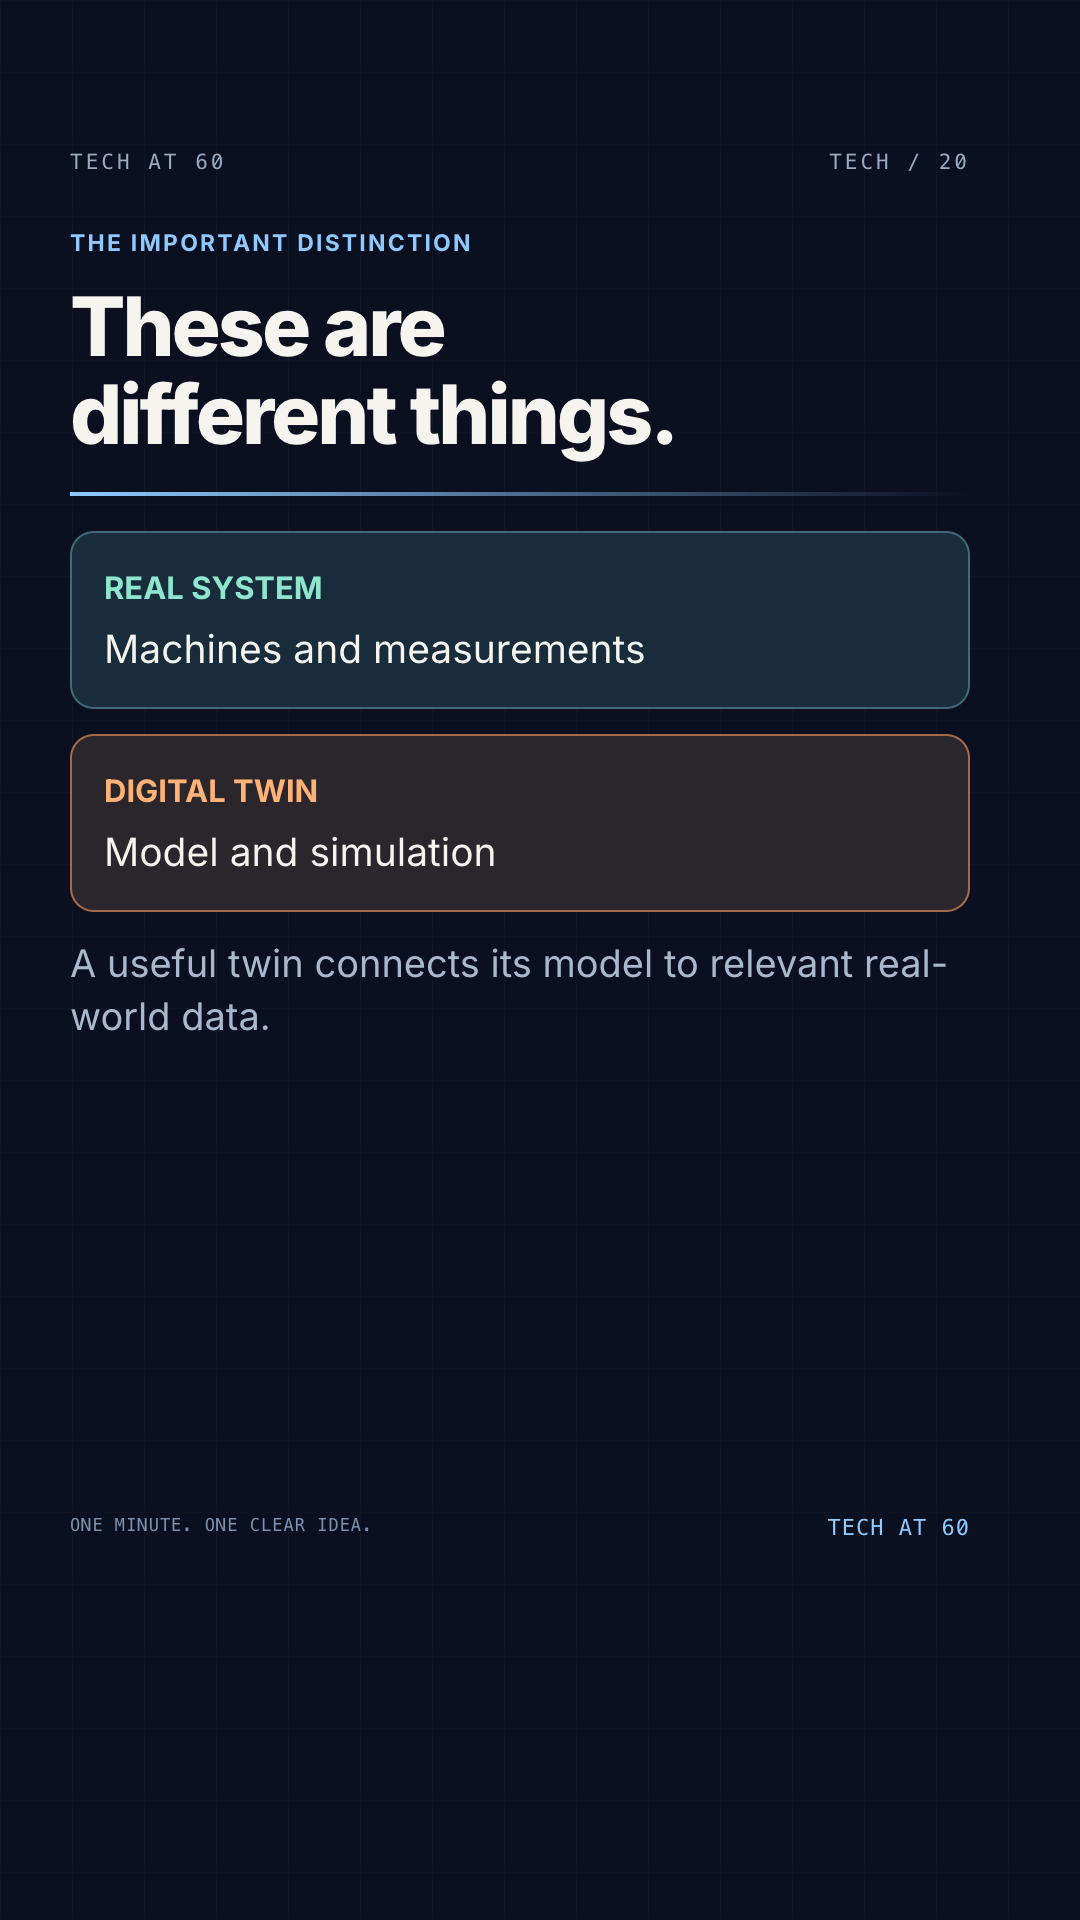 TECH AT 60
TECH / 20
THE IMPORTANT DISTINCTION
These are
different things.
REAL SYSTEM
Machines and measurements
DIGITAL TWIN
Model and simulation
A useful twin connects its model to relevant real-
world data.
ONE MINUTE. ONE CLEAR IDEA.
TECH AT 60